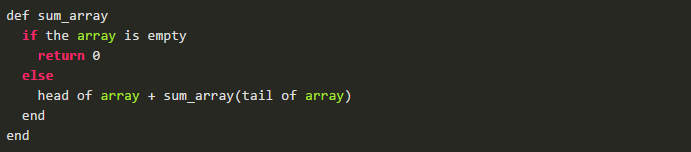 def sum_array
  if the array is empty
    return 0
  else
    head of array + sum_array(tail of array)
  end
end